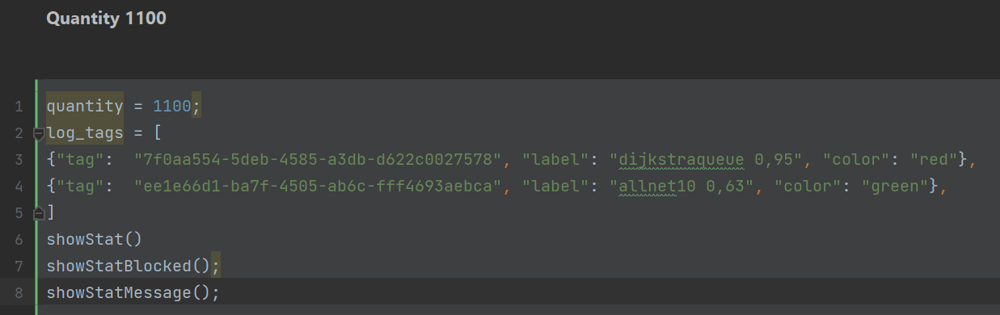 Quantity 1100
1 quantity = 1100;
2 log_tags = [
3 {"tag":  "7f0aa554-5deb-4585-a3db-d622c0027578", "label": "dijkstraqueue 0,95", "color": "red"},
4 {"tag":  "ee1e66d1-ba7f-4505-ab6c-fff4693aebca", "label": "allnet10 0,63", "color": "green"},
5 ]
6 showStat()
7 showStatBlocked();
8 showStatMessage();